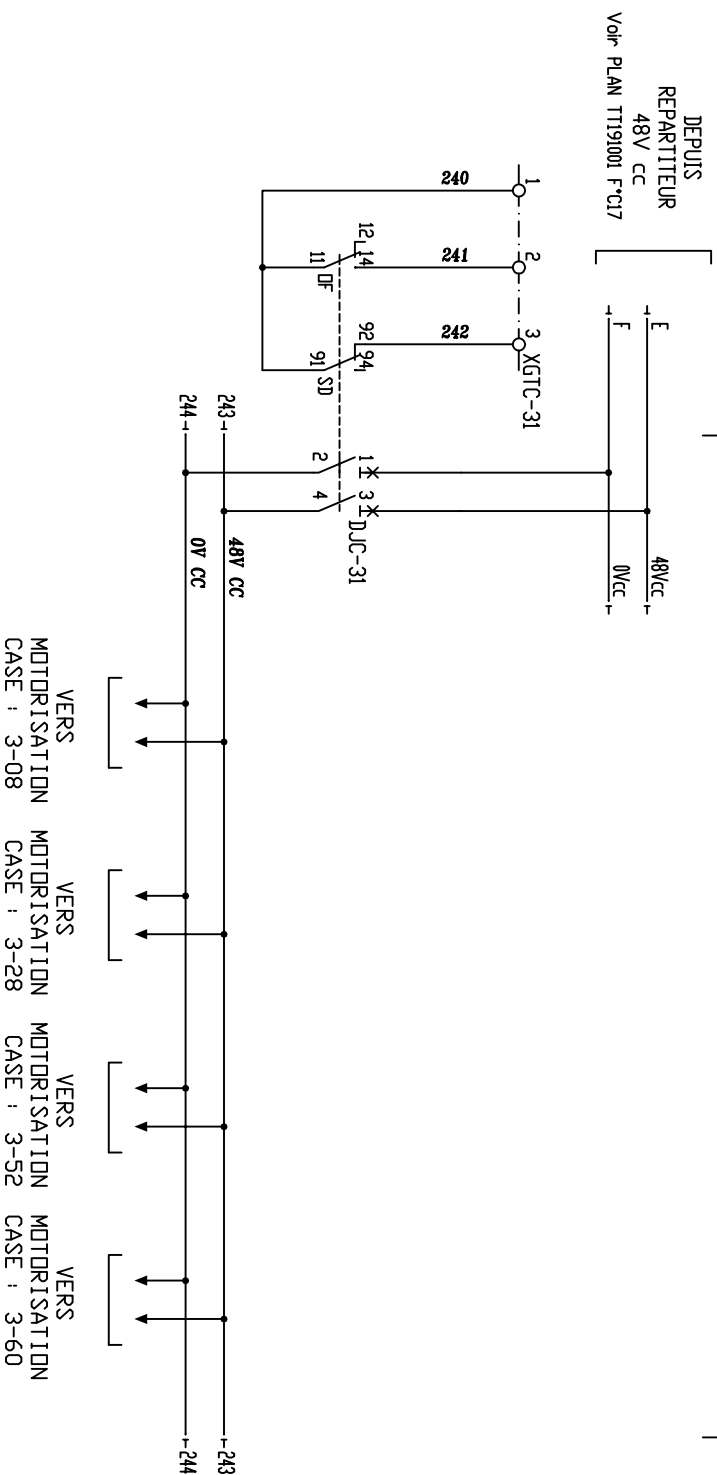 DEPUIS
REPARTITEUR
48V cc
Voir PLAN TT191001 F°C17
E
F
48Vcc
0Vcc
1
2
3
XGTC-31
240
241
242
12
14
11
OF
92
94
91
SD
1
3
2
4
DJC-31
243
244
48V CC
0V CC
243
244
VERS
MOTORISATION
CASE : 3-08
VERS
MOTORISATION
CASE : 3-28
VERS
MOTORISATION
CASE : 3-52
VERS
MOTORISATION
CASE : 3-60